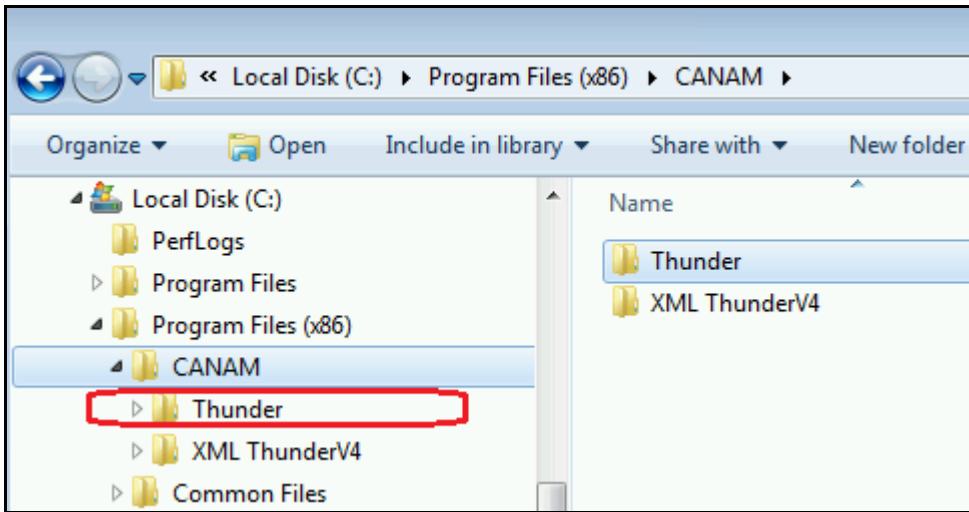 « Local Disk (C:) ▸ Program Files (x86) ▸ CANAM ▸
Organize Open Include in library Share with New folder
Local Disk (C:)
PerfLogs
Program Files
Program Files (x86)
CANAM
Thunder
XML ThunderV4
Common Files
Name
Thunder
XML ThunderV4